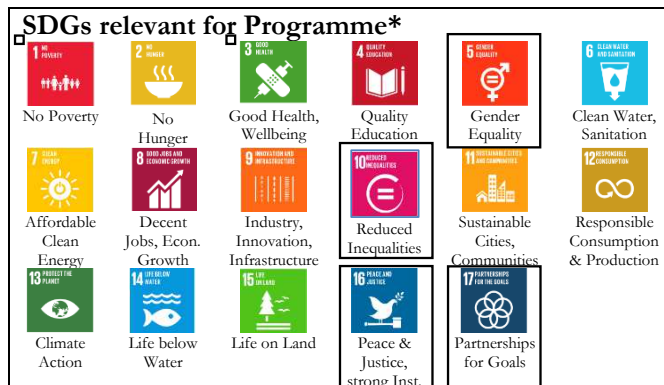 SDGs relevant for Programme*
1 NO POVERTY
2 NO HUNGER
3 GOOD HEALTH
4 QUALITY EDUCATION
5 GENDER EQUALITY
6 CLEAN WATER AND SANITATION
No Poverty
No Hunger
Good Health, Wellbeing
Quality Education
Gender Equality
Clean Water, Sanitation
7 CLEAN ENERGY
8 GOOD JOBS AND ECONOMIC GROWTH
9 INNOVATION AND INFRASTRUCTURE
10 REDUCED INEQUALITIES
11 SUSTAINABLE CITIES AND COMMUNITIES
12 RESPONSIBLE CONSUMPTION
Affordable Clean Energy
Decent Jobs, Econ. Growth
Industry, Innovation, Infrastructure
Reduced Inequalities
Sustainable Cities, Communities
Responsible Consumption & Production
13 PROTECT THE PLANET
14 LIFE BELOW WATER
15 LIFE ON LAND
16 PEACE AND JUSTICE
17 PARTNERSHIPS FOR THE GOALS
Climate Action
Life below Water
Life on Land
Peace & Justice, strong Inst.
Partnerships for Goals